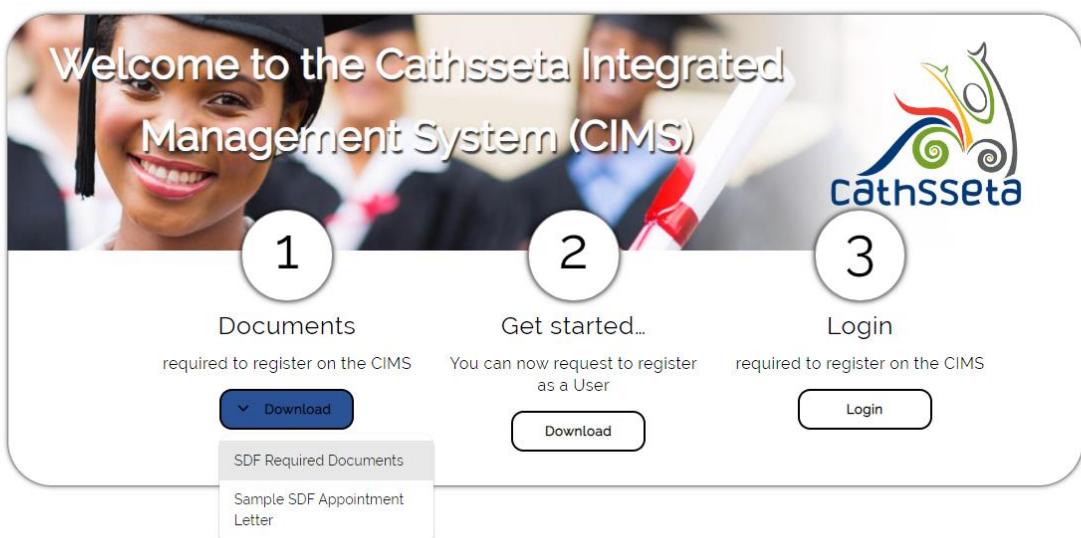 Welcome to the Cathsseta Integrated
Management System (CIMS)
cathsseta
1
Documents
required to register on the CIMS
Download
SDF Required Documents
Sample SDF Appointment
Letter
2
Get started...
You can now request to register
as a User
Download
3
Login
required to register on the CIMS
Login